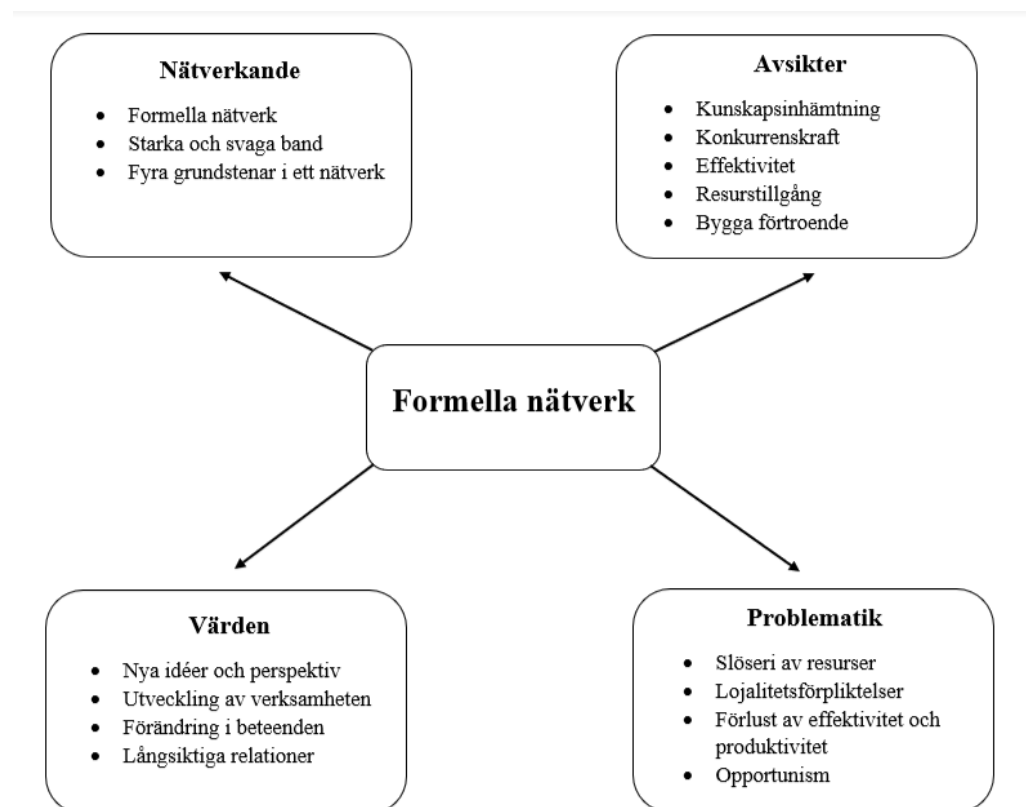 Nätverkande
• Formella nätverk
• Starka och svaga band
• Fyra grundstenar i ett nätverk
Avsikter
• Kunskapsinhämtning
• Konkurrenskraft
• Effektivitet
• Resurstillgång
• Bygga förtroende
Formella nätverk
Värden
• Nya idéer och perspektiv
• Utveckling av verksamheten
• Förändring i beteenden
• Långsiktiga relationer
Problematik
• Slöseri av resurser
• Lojalitetsförpliktelser
• Förlust av effektivitet och
produktivitet
• Opportunism